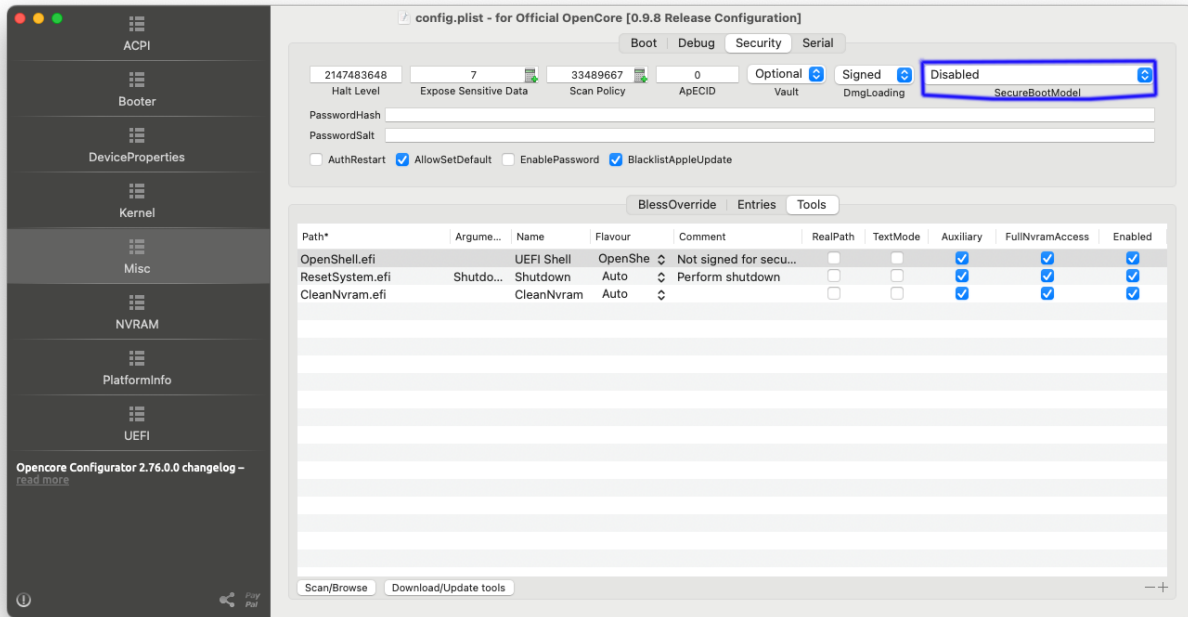 config.plist - for Official OpenCore [0.9.8 Release Configuration]
ACPI
Booter
DeviceProperties
Kernel
Misc
NVRAM
PlatformInfo
UEFI
Opencore Configurator 2.76.0.0 changelog –
read more
Pay
Pal
Boot Debug Security Serial
2147483648 7 33489667 0 Optional Signed Disabled
Halt Level Expose Sensitive Data Scan Policy ApECID Vault DmgLoading SecureBootModel
PasswordHash
PasswordSalt
AuthRestart AllowSetDefault EnablePassword BlacklistAppleUpdate
BlessOverride Entries Tools
Path* Argume... Name Flavour Comment RealPath TextMode Auxiliary FullNvramAccess Enabled
OpenShell.efi UEFI Shell OpenShe Not signed for secu...
ResetSystem.efi Shutdo... Shutdown Auto Perform shutdown
CleanNvram.efi CleanNvram Auto
Scan/Browse Download/Update tools